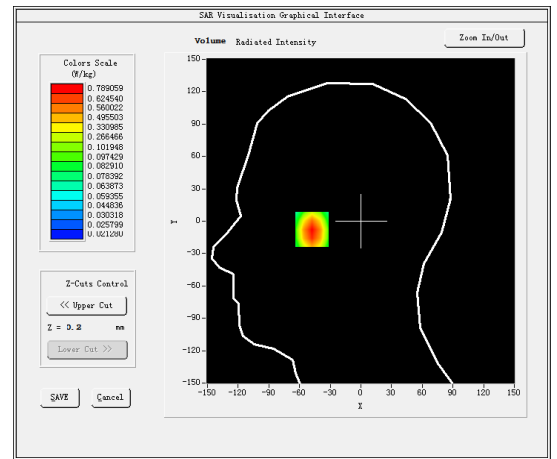 SAR Visualisation Graphical Interface
Volume Radiated Intensity
Zoom In/Out
Colors Scale
(W/kg)
0.789059
0.624540
0.560022
0.495503
0.330985
0.266466
0.101948
0.097429
0.082910
0.078392
0.063873
0.059355
0.044836
0.030318
0.025799
0.021280
Z-Cuts Control
<< Upper Cut
Z = 0.2 mm
Lower Cut >>
SAVE Cancel
150
120
90
60
30
0
-30
-60
-90
-120
-150
Y
-150 -120 -90 -60 -30 0 30 60 90 120 150
X